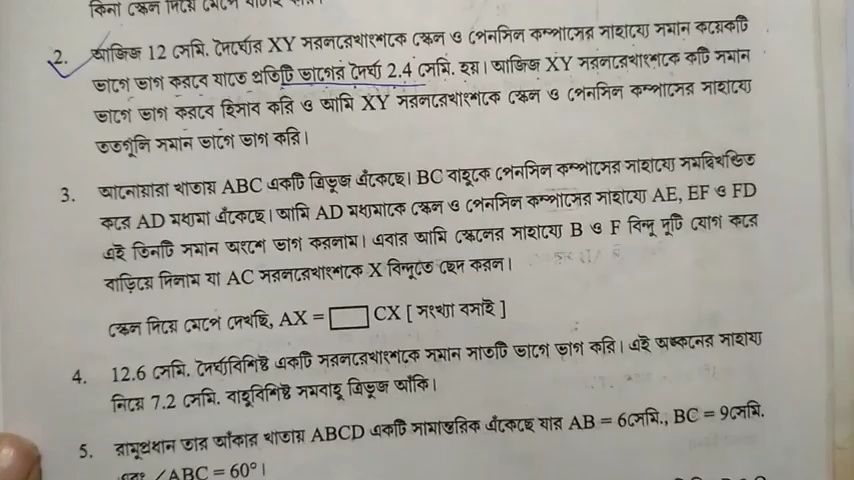 কিনা স্কেল দিয়ে মেপে যাচাই করি।
2. আজিজ 12 সেমি. দৈর্ঘ্যের XY সরলরেখাংশকে স্কেল ও পেনসিল কম্পাসের সাহায্যে সমান কয়েকটি
ভাগে ভাগ করবে যাতে প্রতিটি ভাগের দৈর্ঘ্য 2.4 সেমি. হয়। আজিজ XY সরলরেখাংশকে কটি সমান
ভাগে ভাগ করবে হিসাব করি ও আমি XY সরলরেখাংশকে স্কেল ও পেনসিল কম্পাসের সাহায্যে
ততগুলি সমান ভাগে ভাগ করি।
3. আনোয়ারা খাতায় ABC একটি ত্রিভুজ এঁকেছে। BC বাহুকে পেনসিল কম্পাসের সাহায্যে সমদ্বিখণ্ডিত
করে AD মধ্যমা এঁকেছে। আমি AD মধ্যমাকে স্কেল ও পেনসিল কম্পাসের সাহায্যে AE, EF ও FD
এই তিনটি সমান অংশে ভাগ করলাম। এবার আমি স্কেলের সাহায্যে B ও F বিন্দু দুটি যোগ করে
বাড়িয়ে দিলাম যা AC সরলরেখাংশকে X বিন্দুতে ছেদ করল।
স্কেল দিয়ে মেপে দেখছি, AX = □ CX [ সংখ্যা বসাই ]
4. 12.6 সেমি. দৈর্ঘ্যবিশিষ্ট একটি সরলরেখাংশকে সমান সাতটি ভাগে ভাগ করি। এই অঙ্কনের সাহায্য
নিয়ে 7.2 সেমি. বাহুবিশিষ্ট সমবাহু ত্রিভুজ আঁকি।
5. রামূপ্রধান তার আঁকার খাতায় ABCD একটি সামান্তরিক এঁকেছে যার AB = 6সেমি., BC = 9সেমি.
এবং ∠ABC = 60°।